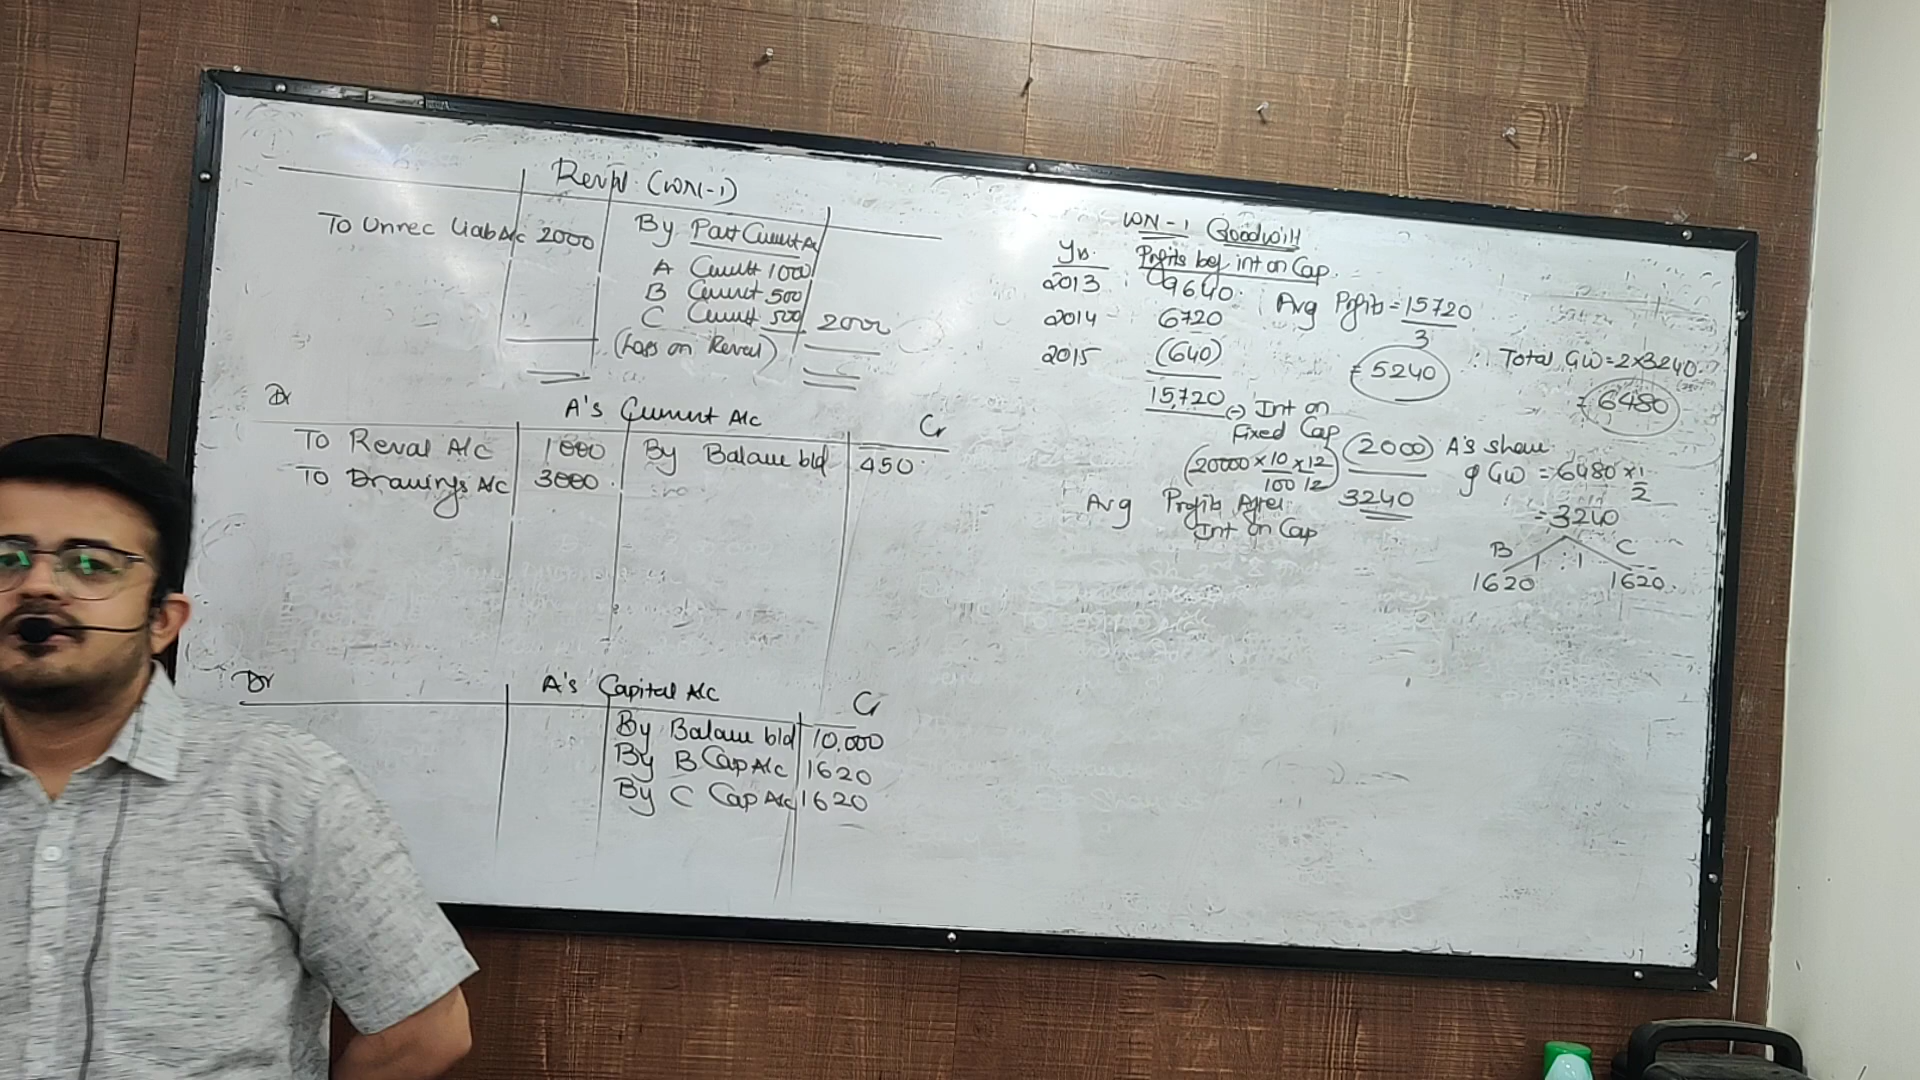 Reval (WN-1)
To Unrec Liab A/c 2000 By Part Current A/c
A Current 1000
B Current 500
C Current 500 2000
(Loss on Reval)
Dr A's Current A/c Cr
To Reval A/c 1000 By Balance b/d 450
To Drawings A/c 3000
Dr A's Capital A/c Cr
By Balance b/d 10,000
By B Cap A/c 1620
By C Cap A/c 1620
WN-1 Goodwill
Yr. Profits bef int on Cap.
2013 : 9640
2014 : 6720
2015 (640)
15,720
Avg Profits = 15720
3
= 5240
(-) Int on
Fixed Cap (2000)
(20000 × 10/100 × 12/12)
Avg Profits After 3240
Int on Cap
∴ Total GW = 2×3240
= 6480
A's share
of GW = 6480 × 1/2
= 3240
B C
1 : 1
1620 1620